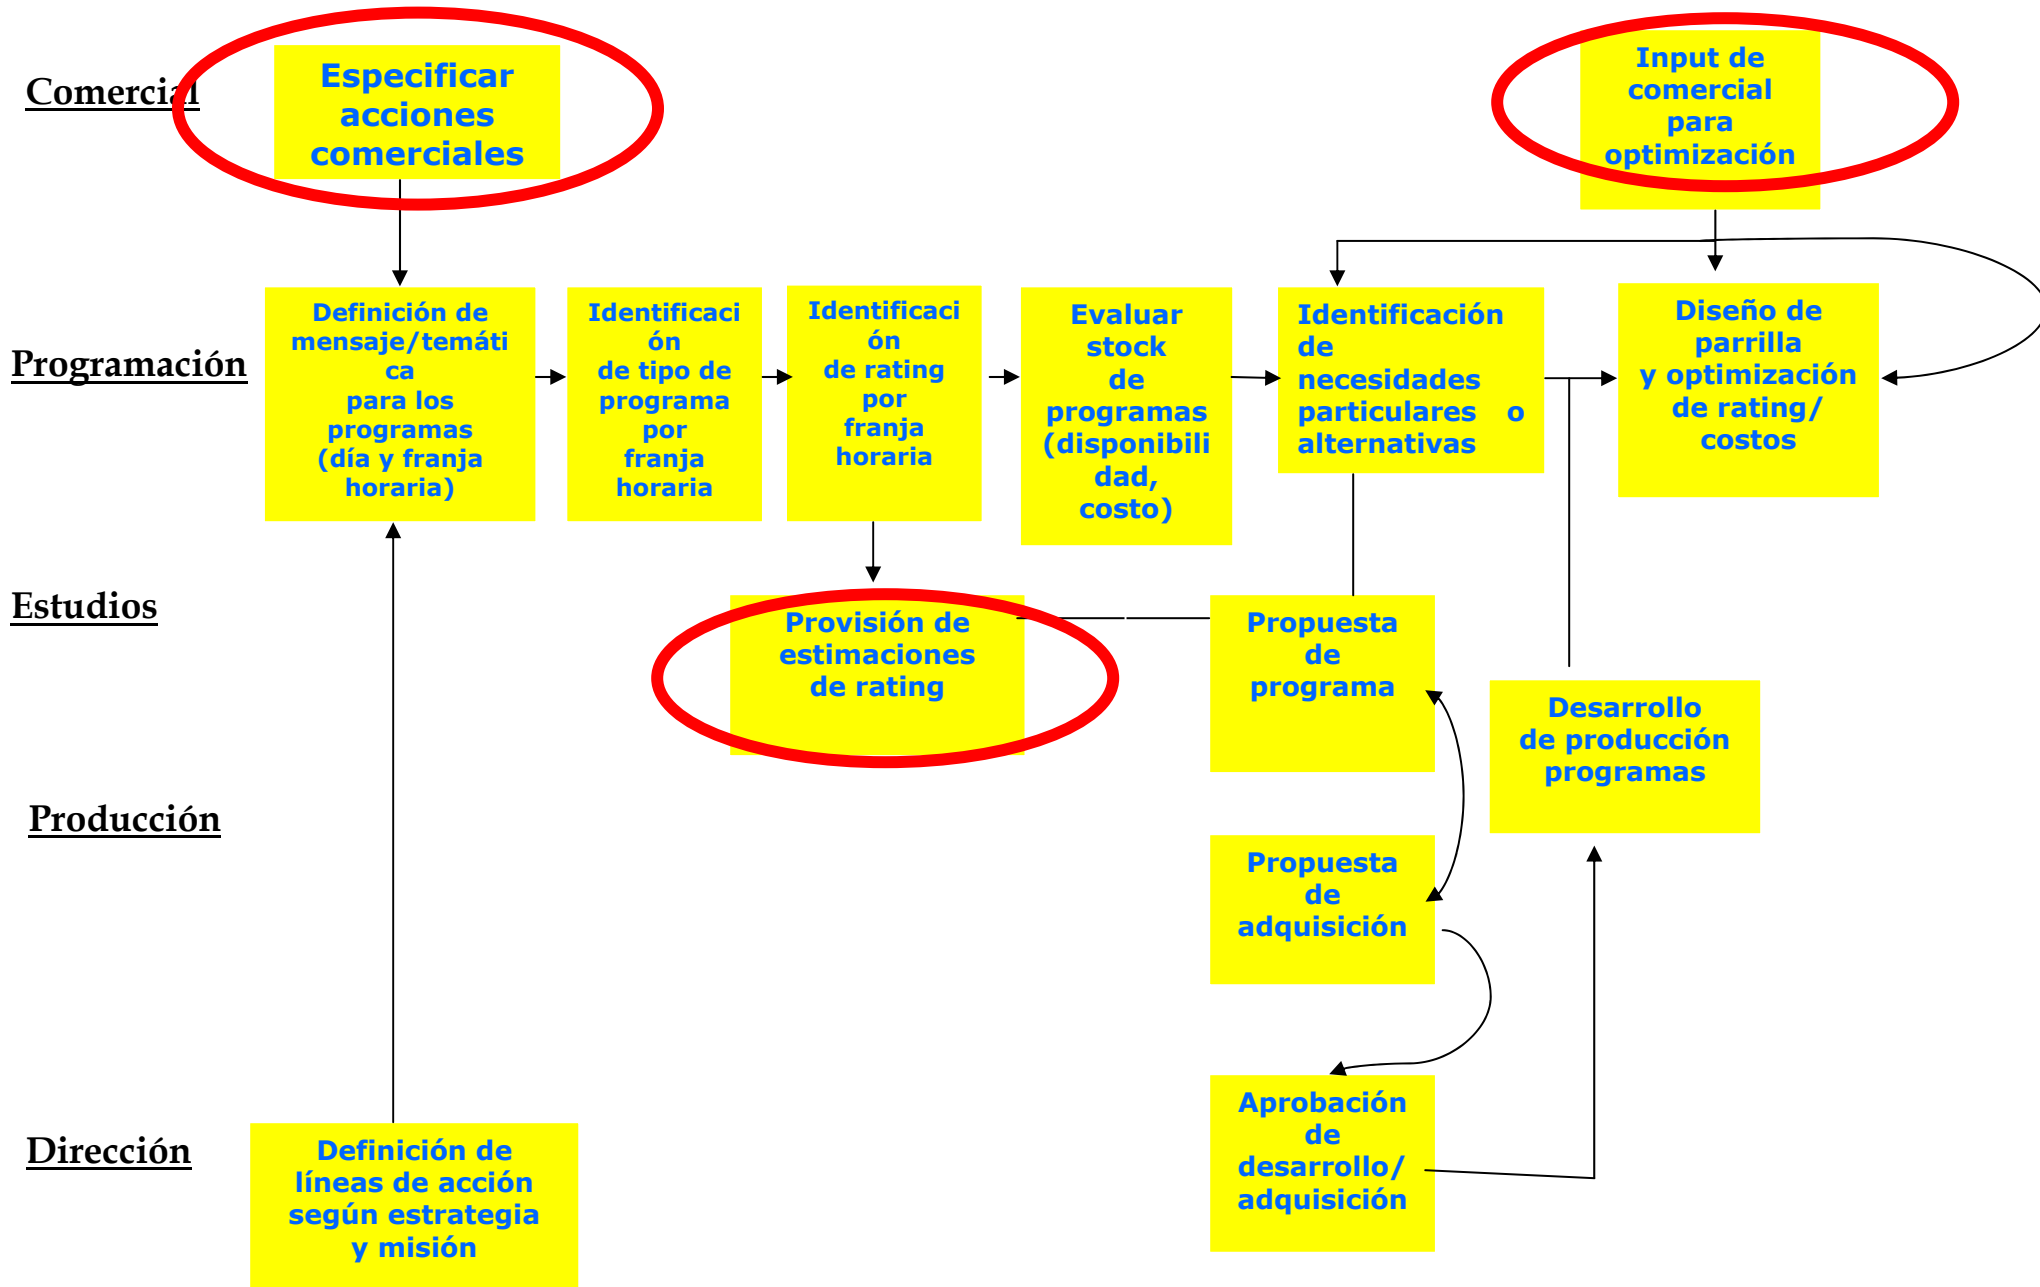 Comercial
Especificar
acciones
comerciales
Input de
comercial
para
optimización
Programación
Definición de
mensaje/temáti
ca
para los
programas
(día y franja
horaria)
Identificaci
ón
de tipo de
programa
por
franja
horaria
Identificaci
ón
de rating
por
franja
horaria
Evaluar
stock
de
programas
(disponibili
dad,
costo)
Identificación
de
necesidades
particulares o
alternativas
Diseño de
parrilla
y optimización
de rating/
costos
Estudios
Provisión de
estimaciones
de rating
Propuesta
de
programa
Desarrollo
de producción
programas
Producción
Propuesta
de
adquisición
Dirección
Definición de
líneas de acción
según estrategia
y misión
Aprobación
de
desarrollo/
adquisición